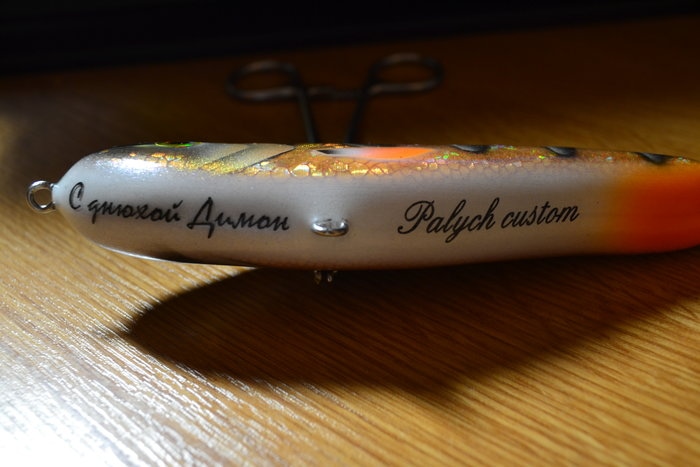 С днюхой Димон
Palych custom